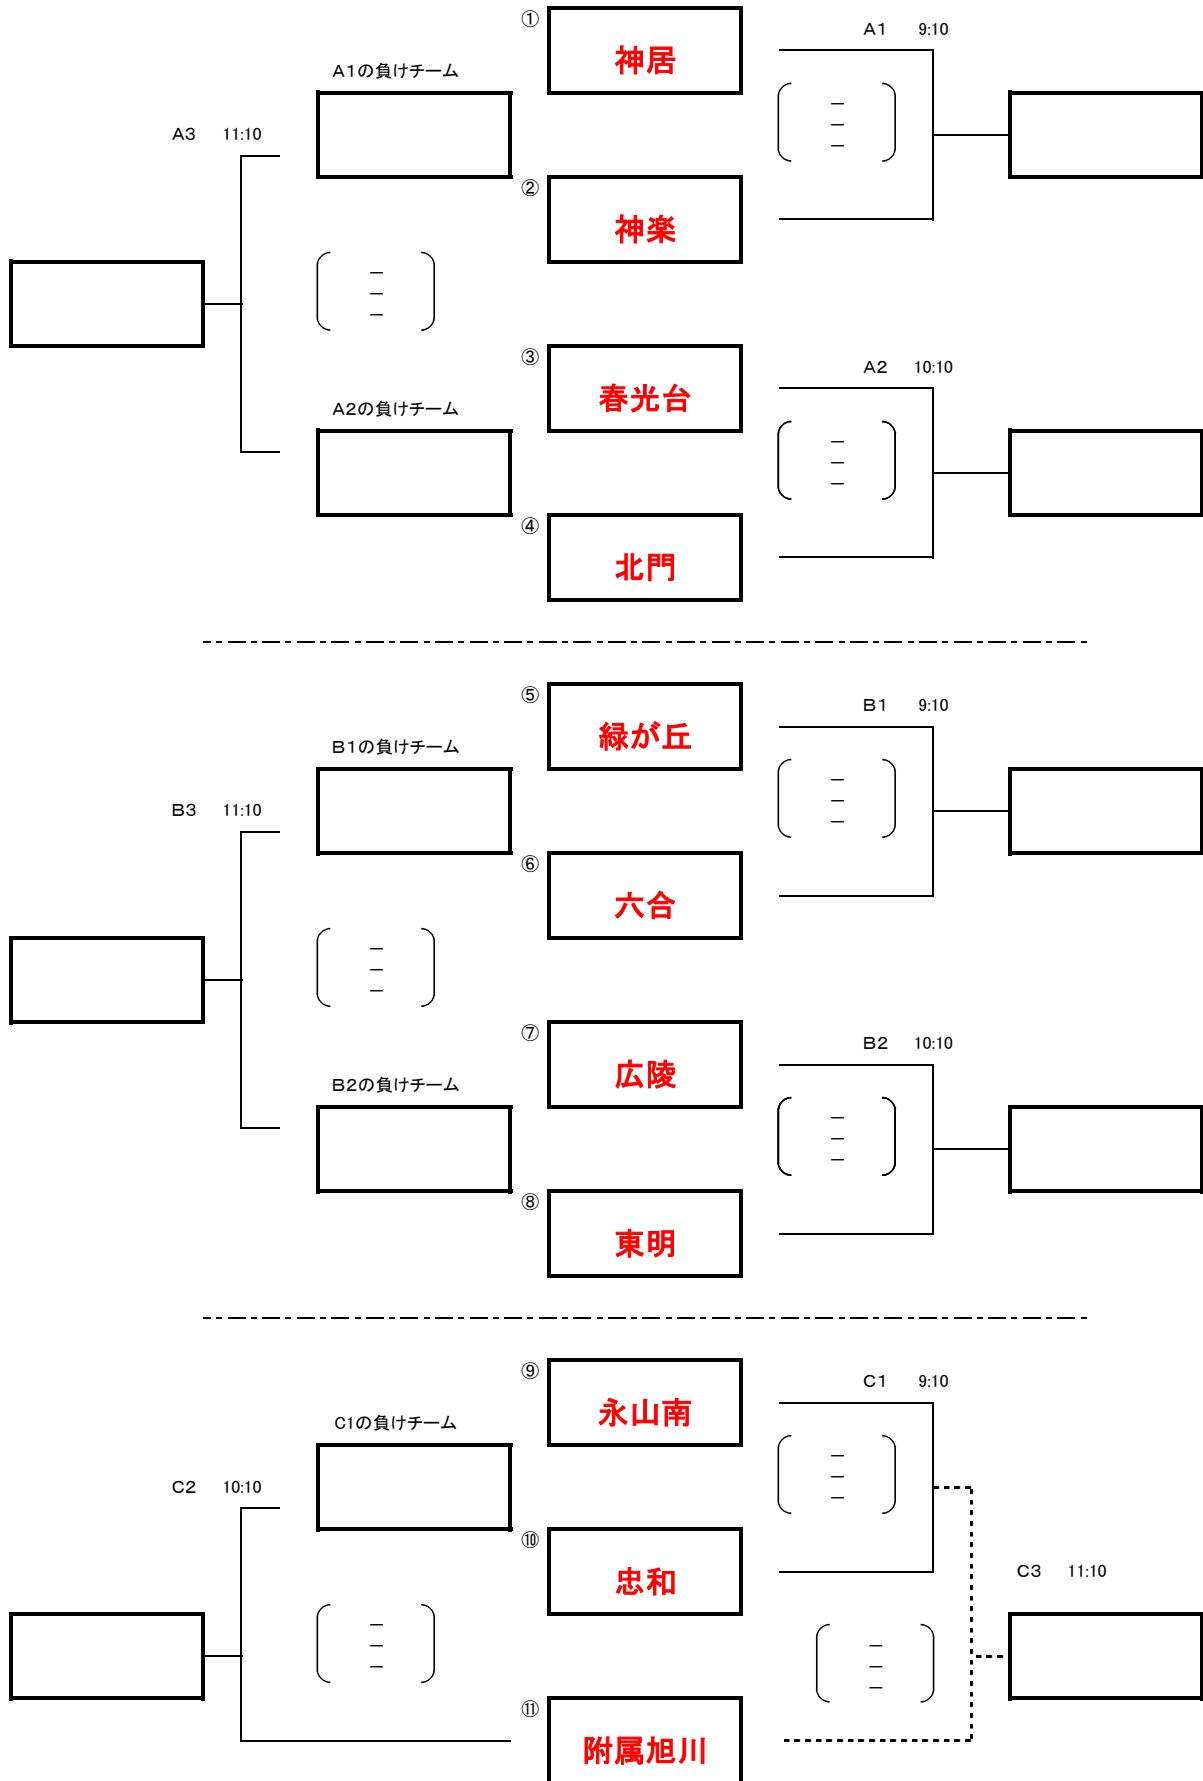 ①
神居
A1 9:10
A1の負けチーム
A3 11:10
②
神楽
③
春光台
A2 10:10
A2の負けチーム
④
北門
⑤
緑が丘
B1 9:10
B1の負けチーム
B3 11:10
⑥
六合
⑦
広陵
B2 10:10
B2の負けチーム
⑧
東明
⑨
永山南
C1 9:10
C1の負けチーム
C2 10:10
⑩
忠和
C3 11:10
⑪
附属旭川